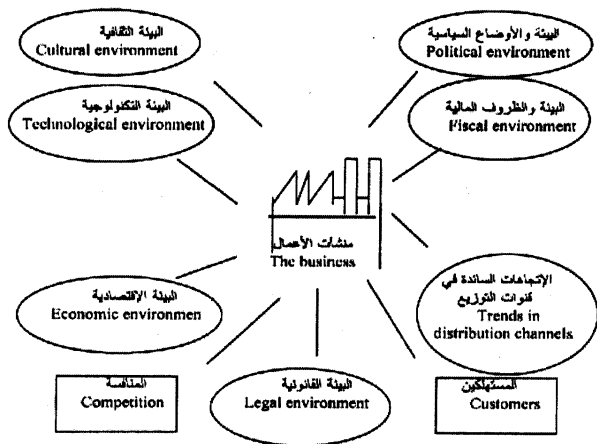 البيئة الثقافية
Cultural environment
البيئة والأوضاع السياسية
Political environment
البيئة التكنولوجية
Technological environment
البيئة والظروف المالية
Fiscal environment
منشآت الأعمال
The business
البيئة الإقتصادية
Economic environmen
الإتجاهات السائدة في
قنوات التوزيع
Trends in
distribution channels
المنافسة
Competition
البيئة القانونية
Legal environment
المستهلكين
Customers